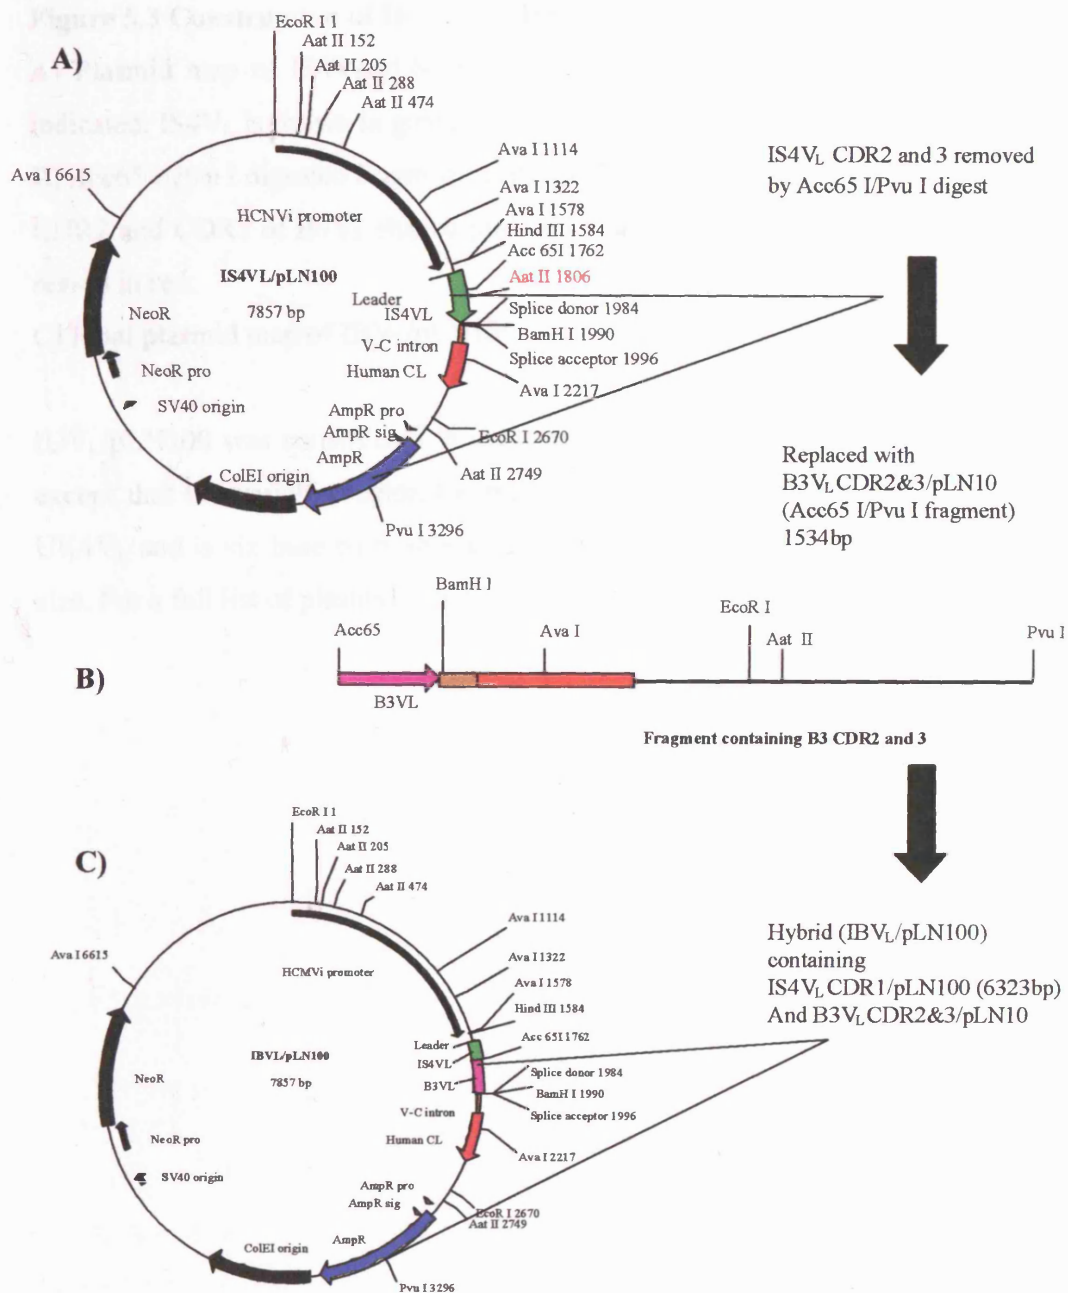 A)
EcoR I 1
Aat II 152
Aat II 205
Aat II 288
Aat II 474
Ava I 1114
Ava I 1322
Ava I 1578
Hind III 1584
Acc 65I 1762
Aat II 1806
Splice donor 1984
BamH I 1990
Splice acceptor 1996
Ava I 2217
EcoR I 2670
Aat II 2749
Pvu I 3296
Ava I 6615
HCNVi promoter
IS4VL/pLN100
7857 bp
Leader
IS4VL
V-C intron
Human CL
NeoR
NeoR pro
SV40 origin
AmpR pro
AmpR sig
AmpR
ColEI origin
IS4VL CDR2 and 3 removed
by Acc65 I/Pvu I digest
Replaced with
B3VL CDR2&3/pLN10
(Acc65 I/Pvu I fragment)
1534bp
B)
Acc65
BamH I
Ava I
EcoR I
Aat II
Pvu I
B3VL
Fragment containing B3 CDR2 and 3
C)
EcoR I 1
Aat II 152
Aat II 205
Aat II 288
Aat II 474
Ava I 1114
Ava I 1322
Ava I 1578
Hind III 1584
Acc 65I 1762
Splice donor 1984
BamH I 1990
Splice acceptor 1996
Ava I 2217
EcoR I 2670
Aat II 2749
Pvu I 3296
Ava I 6615
HCMVi promoter
IBVL/pLN100
7857 bp
Leader
IS4VL
B3VL
V-C intron
Human CL
NeoR
NeoR pro
SV40 origin
AmpR pro
AmpR sig
AmpR
ColEI origin
Hybrid (IBVL/pLN100)
containing
IS4VL CDR1/pLN100 (6323bp)
And B3VL CDR2&3/pLN10